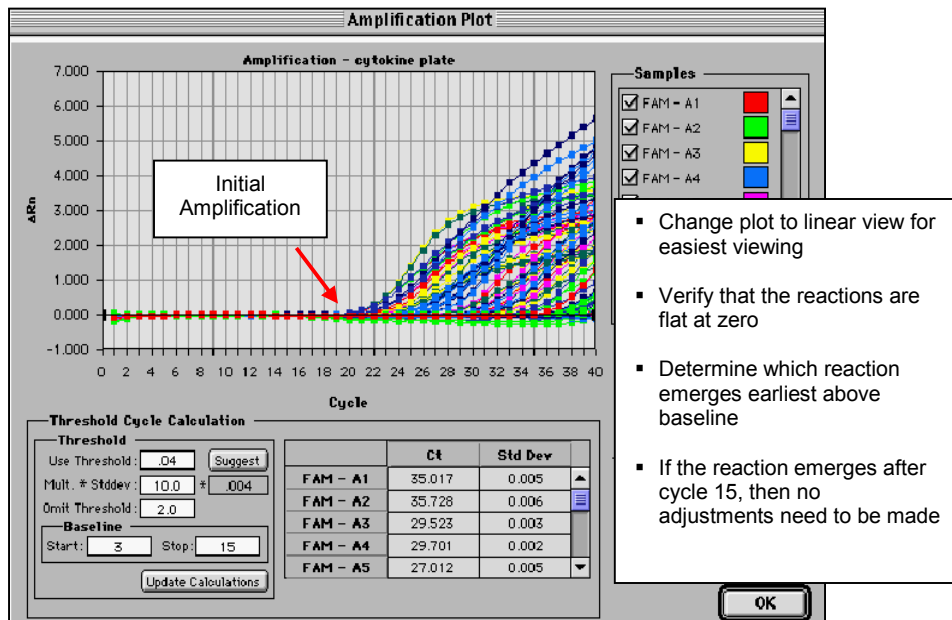 Amplification Plot
Amplification - cytokine plate
7.000
6.000
5.000
4.000
3.000
2.000
1.000
0.000
-1.000
ΔRn
0 2 4 6 8 10 12 14 16 18 20 22 24 26 28 30 32 34 36 38 40
Cycle
Initial
Amplification
Samples
FAM - A1
FAM - A2
FAM - A3
FAM - A4
▪ Change plot to linear view for
easiest viewing
▪ Verify that the reactions are
flat at zero
▪ Determine which reaction
emerges earliest above
baseline
▪ If the reaction emerges after
cycle 15, then no
adjustments need to be made
Threshold Cycle Calculation
Threshold
Use Threshold: .04 Suggest
Mult. * Stddev: 10.0 * .004
Omit Threshold: 2.0
Baseline
Start: 3 Stop: 15
Update Calculations
Ct Std Dev
FAM - A1 35.017 0.005
FAM - A2 35.728 0.006
FAM - A3 29.523 0.003
FAM - A4 29.701 0.002
FAM - A5 27.012 0.005
OK